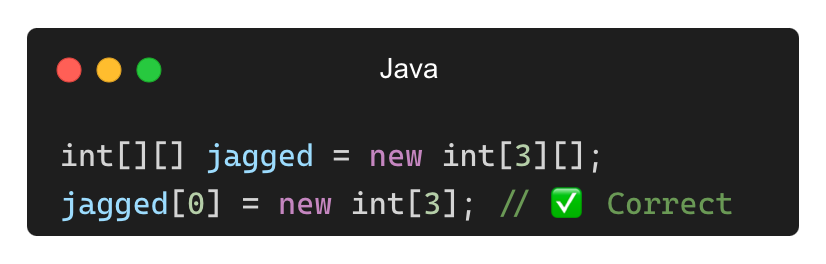 Java
int[][] jagged = new int[3][];
jagged[0] = new int[3]; // ✅ Correct